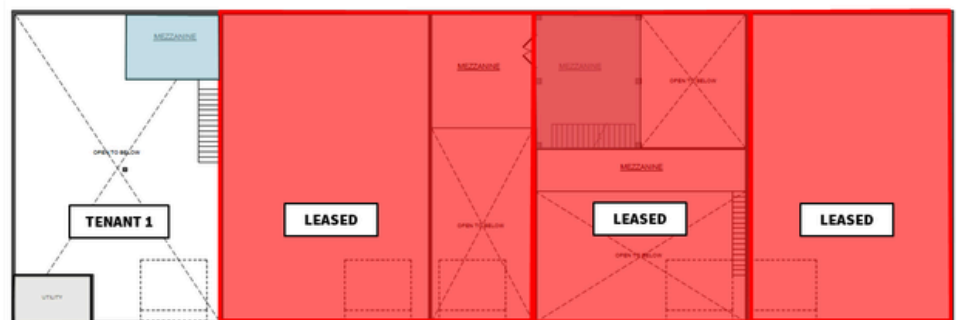 MEZZANINE
MEZZANINE
MEZZANINE
OPEN TO BELOW
OPEN TO BELOW
MEZZANINE
TENANT 1
LEASED
LEASED
LEASED
OPEN TO BELOW
OPEN TO BELOW
UTILITY